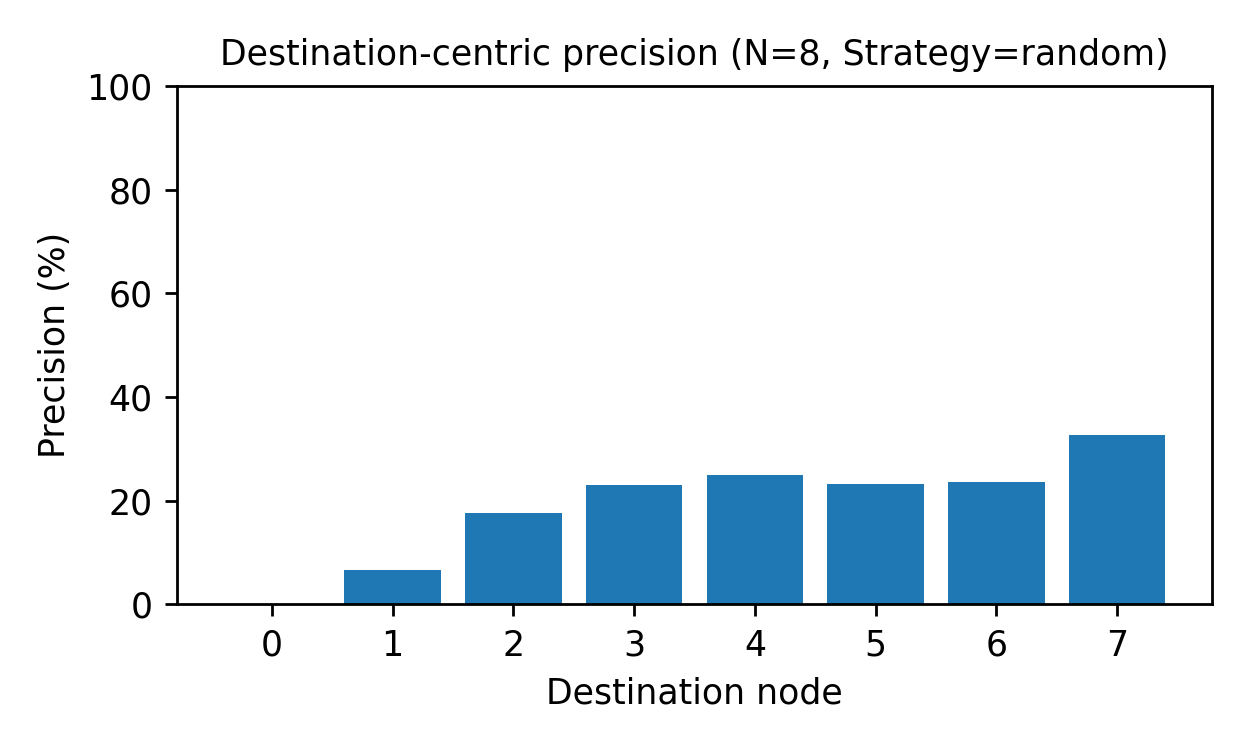 Destination-centric precision (N=8, Strategy=random)
100
80
60
40
20
0
Precision (%)
0 1 2 3 4 5 6 7
Destination node